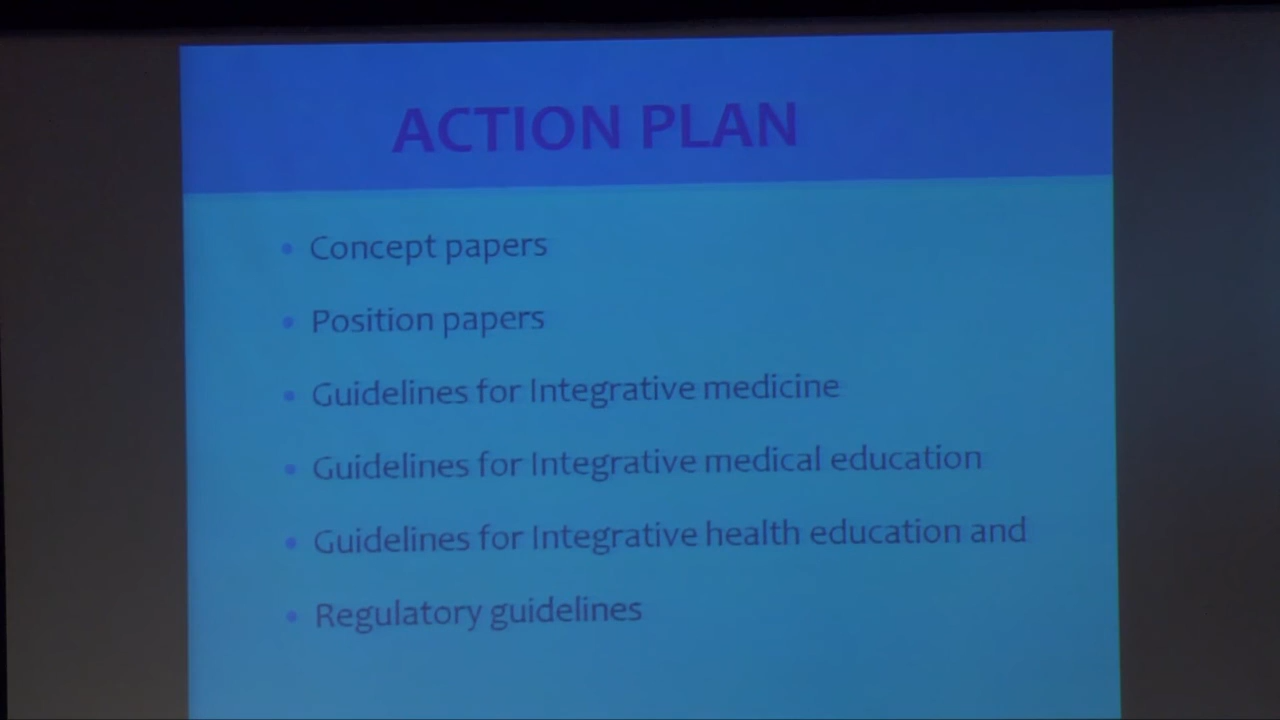 ACTION PLAN
• Concept papers
• Position papers
• Guidelines for Integrative medicine
• Guidelines for Integrative medical education
• Guidelines for Integrative health education and
• Regulatory guidelines